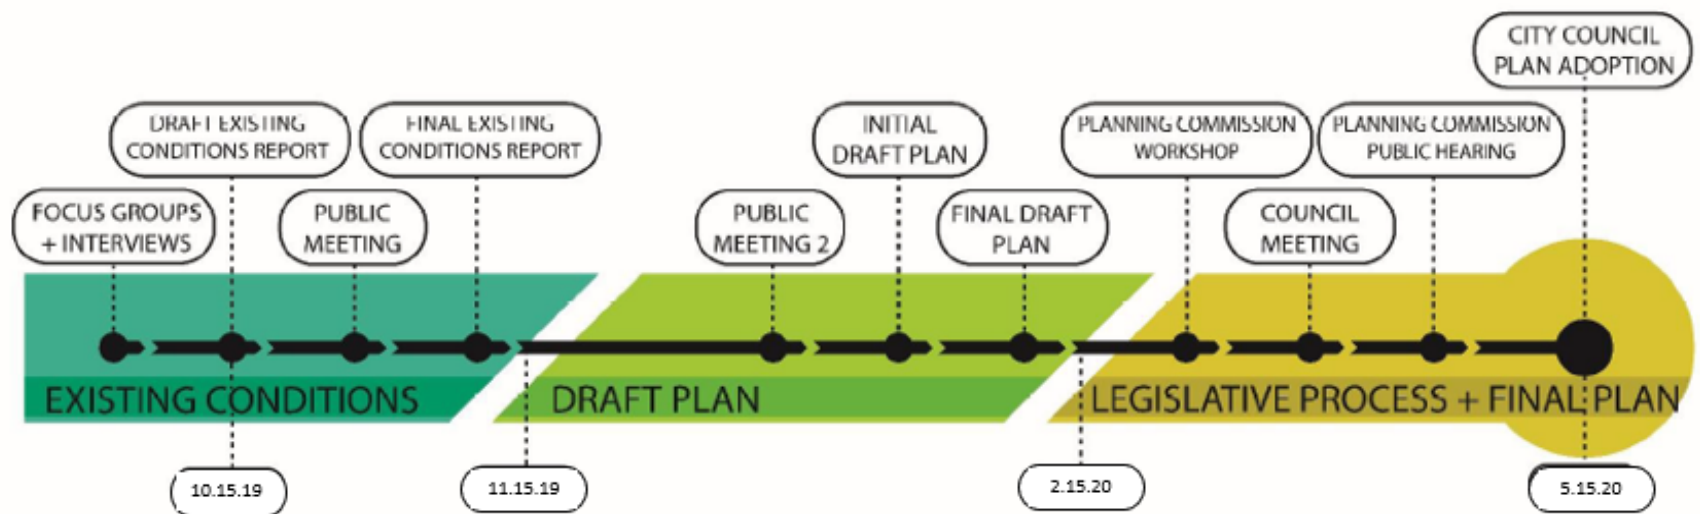 CITY COUNCIL
PLAN ADOPTION
DRAFT EXISTING
CONDITIONS REPORT
FINAL EXISTING
CONDITIONS REPORT
INITIAL
DRAFT PLAN
PLANNING COMMISSION
WORKSHOP
PLANNING COMMISSION
PUBLIC HEARING
FOCUS GROUPS
+ INTERVIEWS
PUBLIC
MEETING
PUBLIC
MEETING 2
FINAL DRAFT
PLAN
COUNCIL
MEETING
EXISTING CONDITIONS
DRAFT PLAN
LEGISLATIVE PROCESS + FINAL PLAN
10.15.19
11.15.19
2.15.20
5.15.20